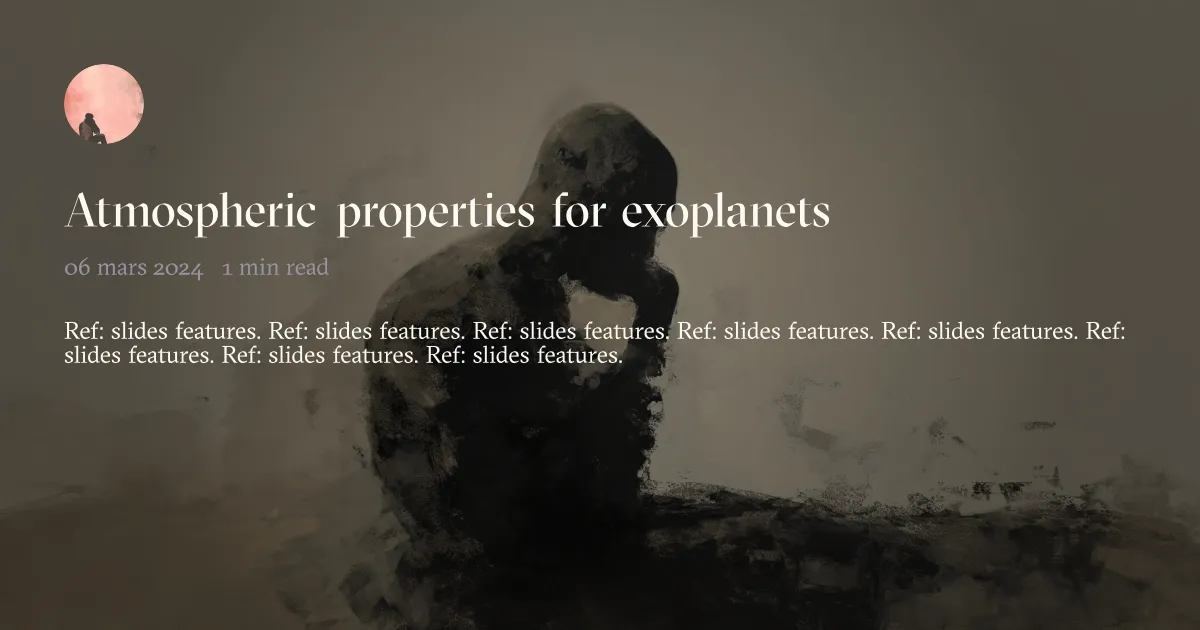 Atmospheric properties for exoplanets
06 mars 2024 1 min read
Ref: slides features. Ref: slides features. Ref: slides features. Ref: slides features. Ref: slides features. Ref:
slides features. Ref: slides features. Ref: slides features.